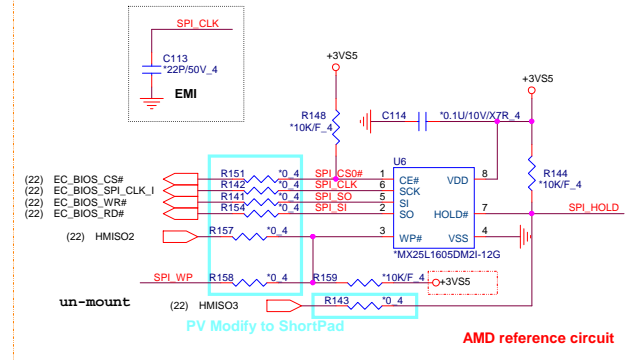 SPI_CLK
C113
*22P/50V_4
EMI
+3VS5
+3VS5
R148
*10K/F_4
C114
*0.1U/10V/X7R_4
R144
*10K/F_4
U6
(22) EC_BIOS_CS# R151 *0_4 SPI_CS0# 1 CE# VDD 8
(22) EC_BIOS_SPI_CLK_I R142 *0_4 SPI_CLK 6 SCK
(22) EC_BIOS_WR# R141 *0_4 SPI_SO 5 SI
(22) EC_BIOS_RD# R154 *0_4 SPI_SI 2 SO HOLD# 7 SPI_HOLD
(22) HMISO2 R157 *0_4 3 WP# VSS 4
*MX25L1605DM2I-12G
SPI_WP R158 *0_4 R159 *10K/F_4 +3VS5
un-mount (22) HMISO3 R143 *0_4
PV Modify to ShortPad
AMD reference circuit